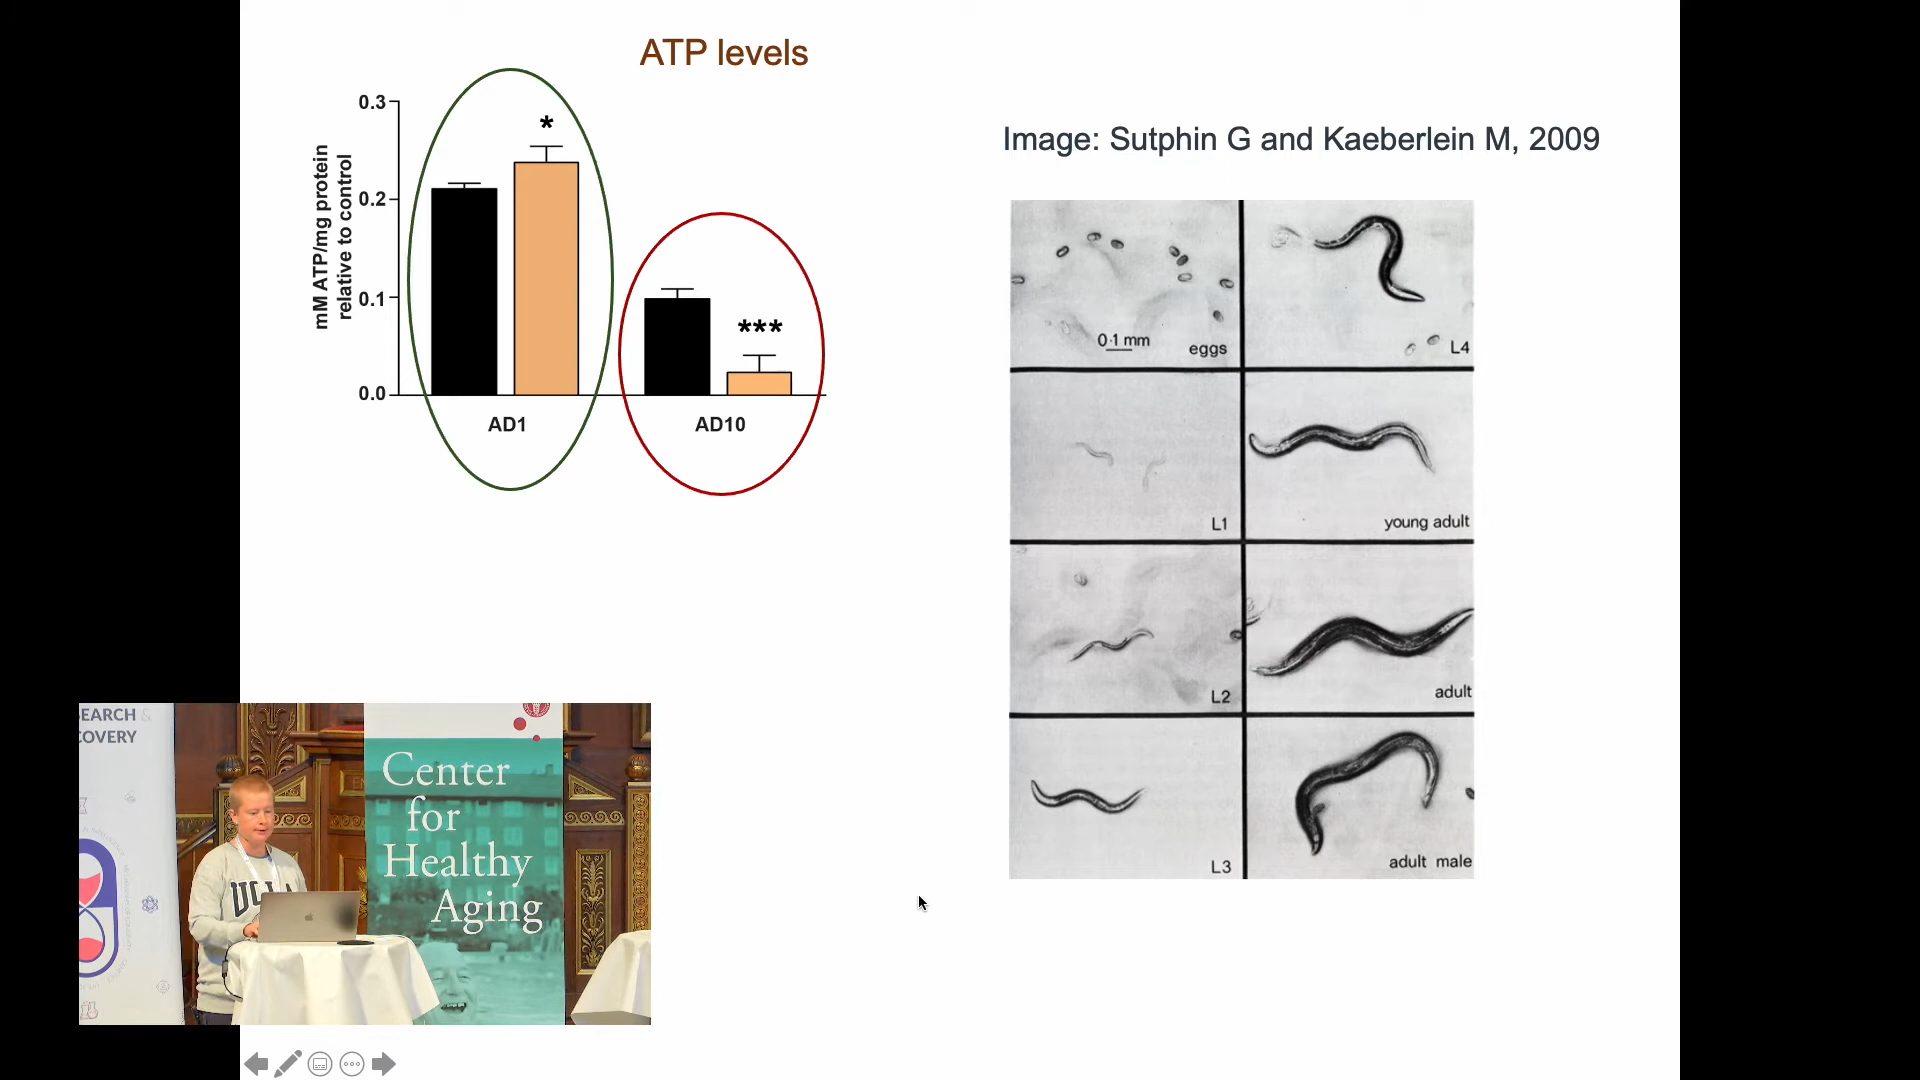 ATP levels
0.3
0.2
0.1
0.0
mM ATP/mg protein
relative to control
*
***
AD1
AD10
Image: Sutphin G and Kaeberlein M, 2009
0·1 mm
eggs
L4
L1
young adult
L2
adult
L3
adult male
EARCH &
COVERY
UCLA
Center
for
Healthy
Aging